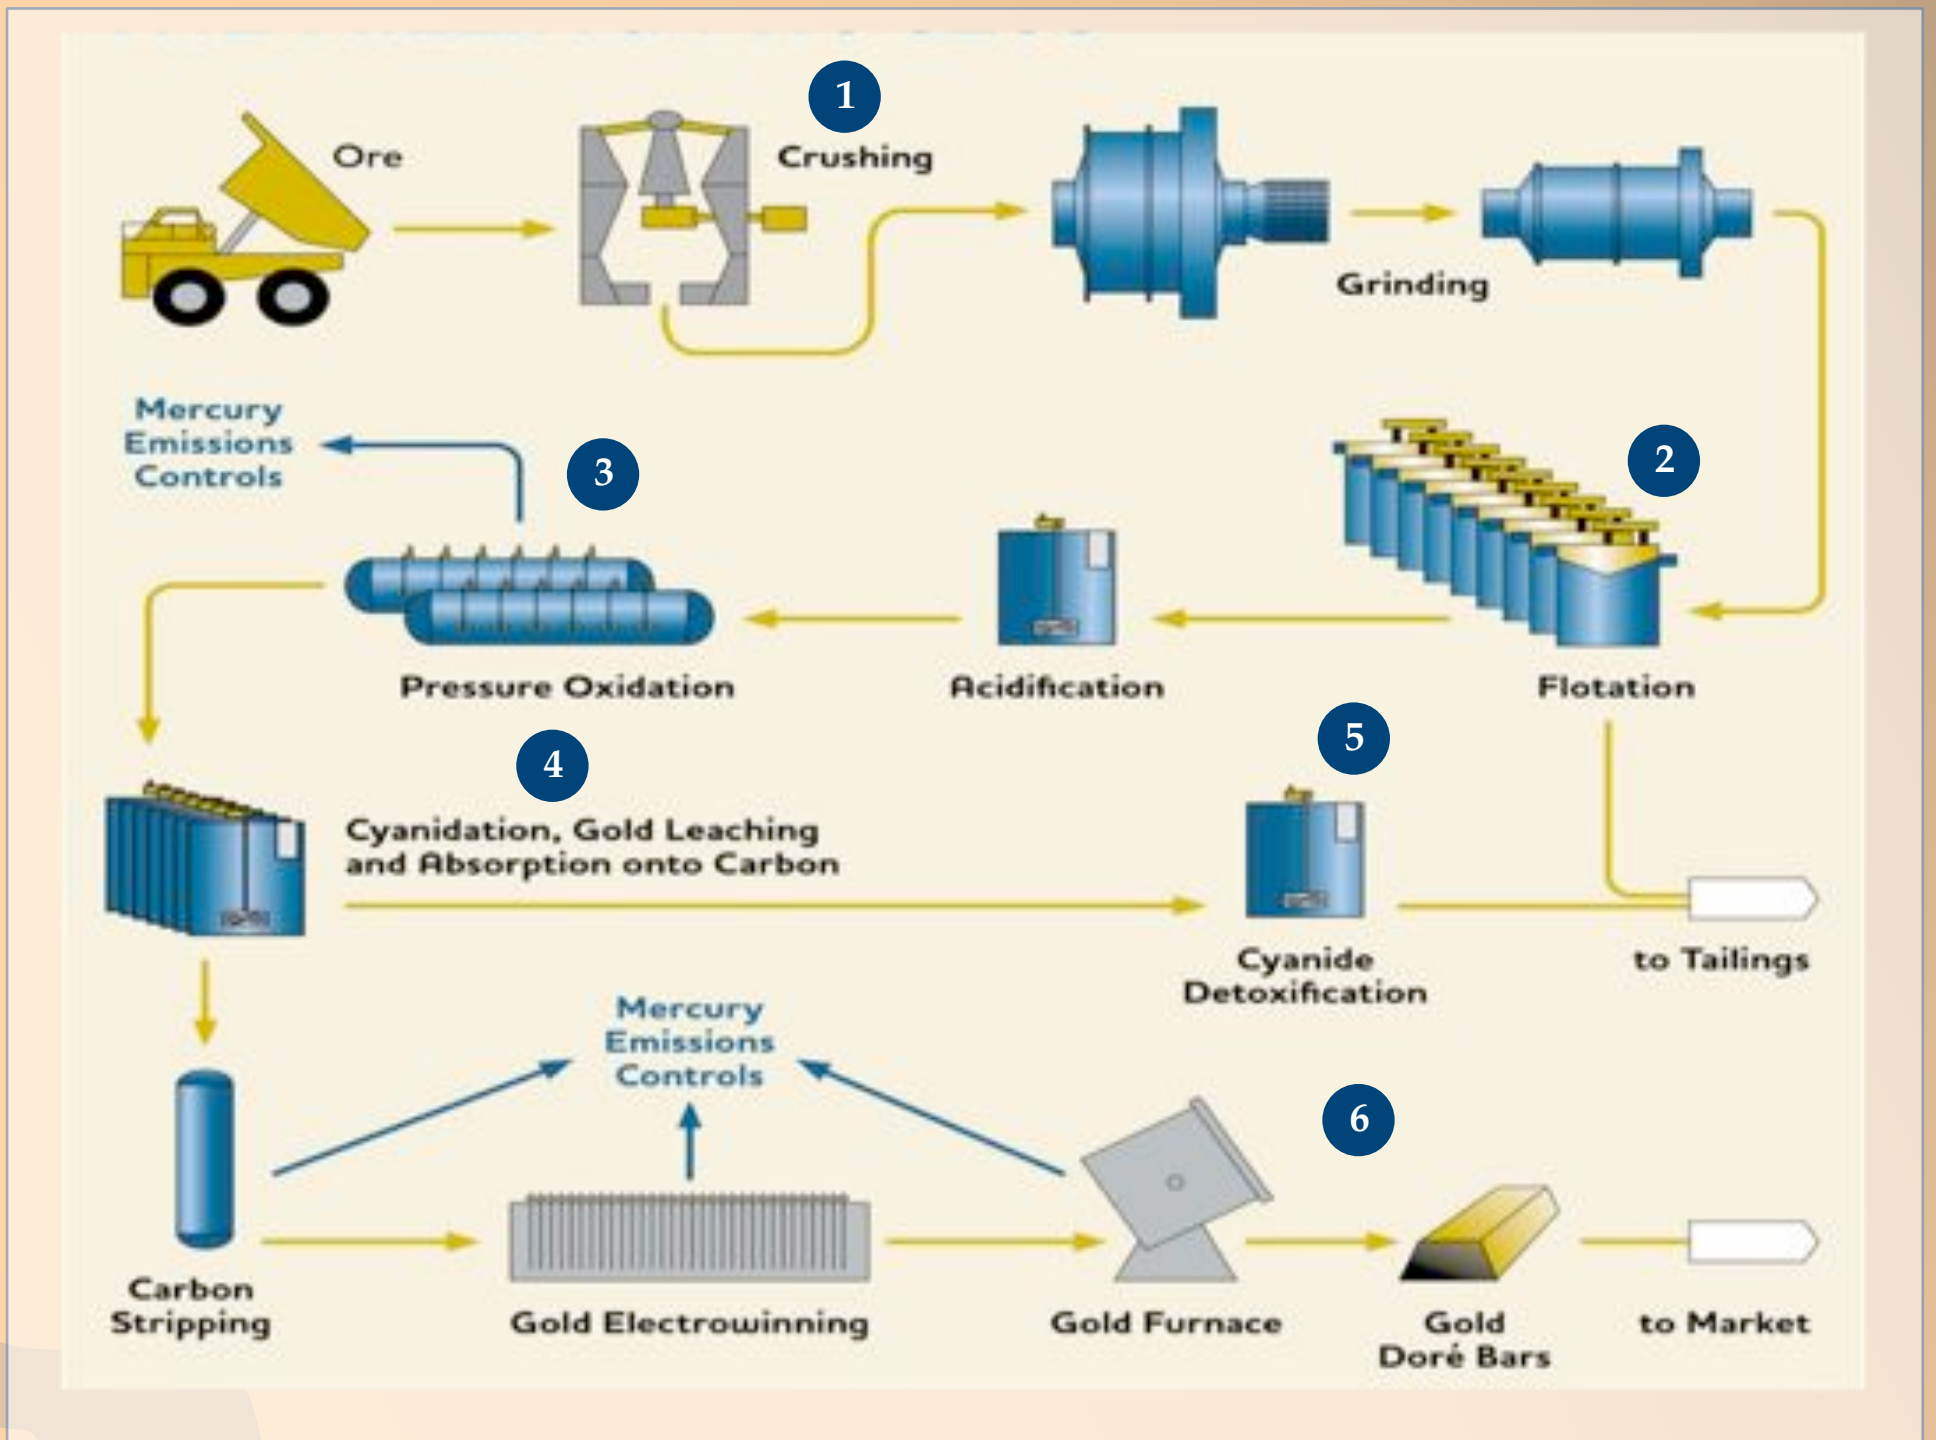 1
Ore
Crushing
Grinding
Mercury
Emissions
Controls
3
2
Pressure Oxidation
Acidification
Flotation
4
5
Cyanidation, Gold Leaching
and Absorption onto Carbon
Cyanide
Detoxification
to Tailings
Mercury
Emissions
Controls
6
Carbon
Stripping
Gold Electrowinning
Gold Furnace
Gold
Doré Bars
to Market